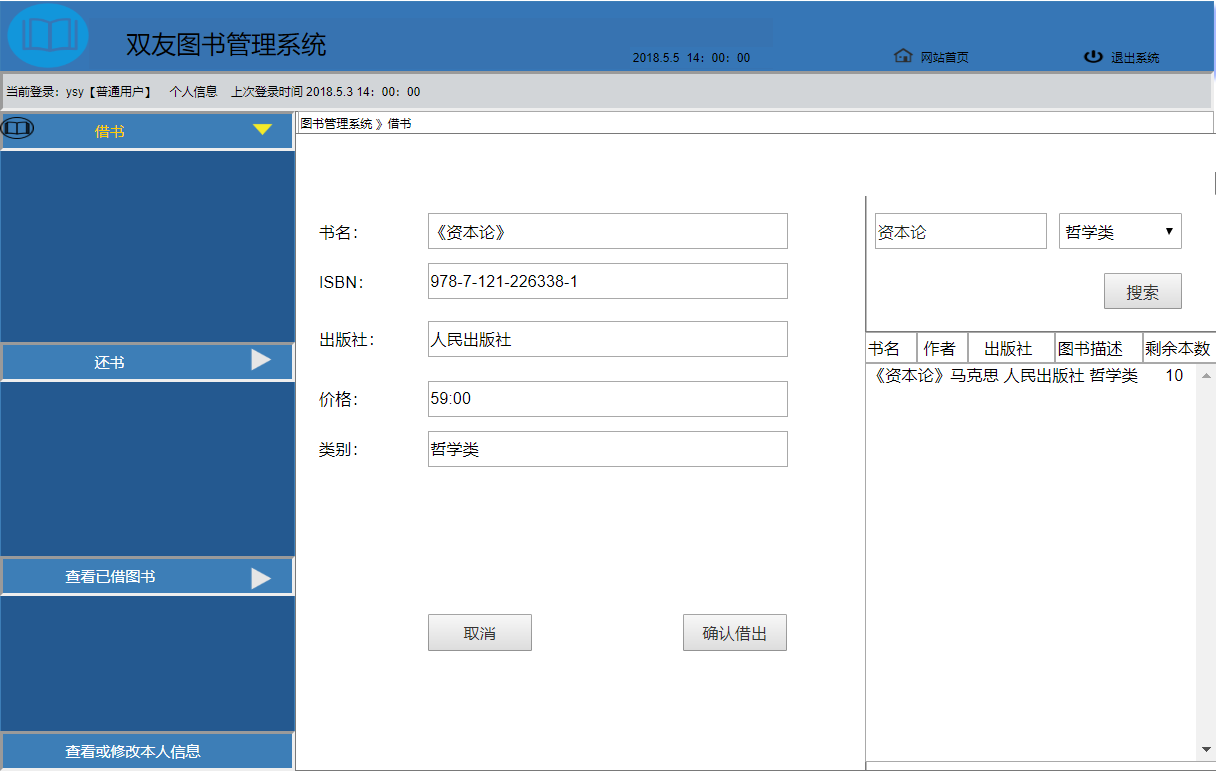 双友图书管理系统
2018.5.5 14：00：00
网站首页
退出系统
当前登录：ysy【普通用户】 个人信息 上次登录时间 2018.5.3 14：00：00
借书
还书
查看已借图书
查看或修改本人信息
图书管理系统 》借书
书名：
《资本论》
ISBN：
978-7-121-226338-1
出版社：
人民出版社
价格：
59:00
类别：
哲学类
取消
确认借出
资本论
哲学类
搜索
书名 作者 出版社 图书描述 剩余本数
《资本论》马克思 人民出版社 哲学类 10